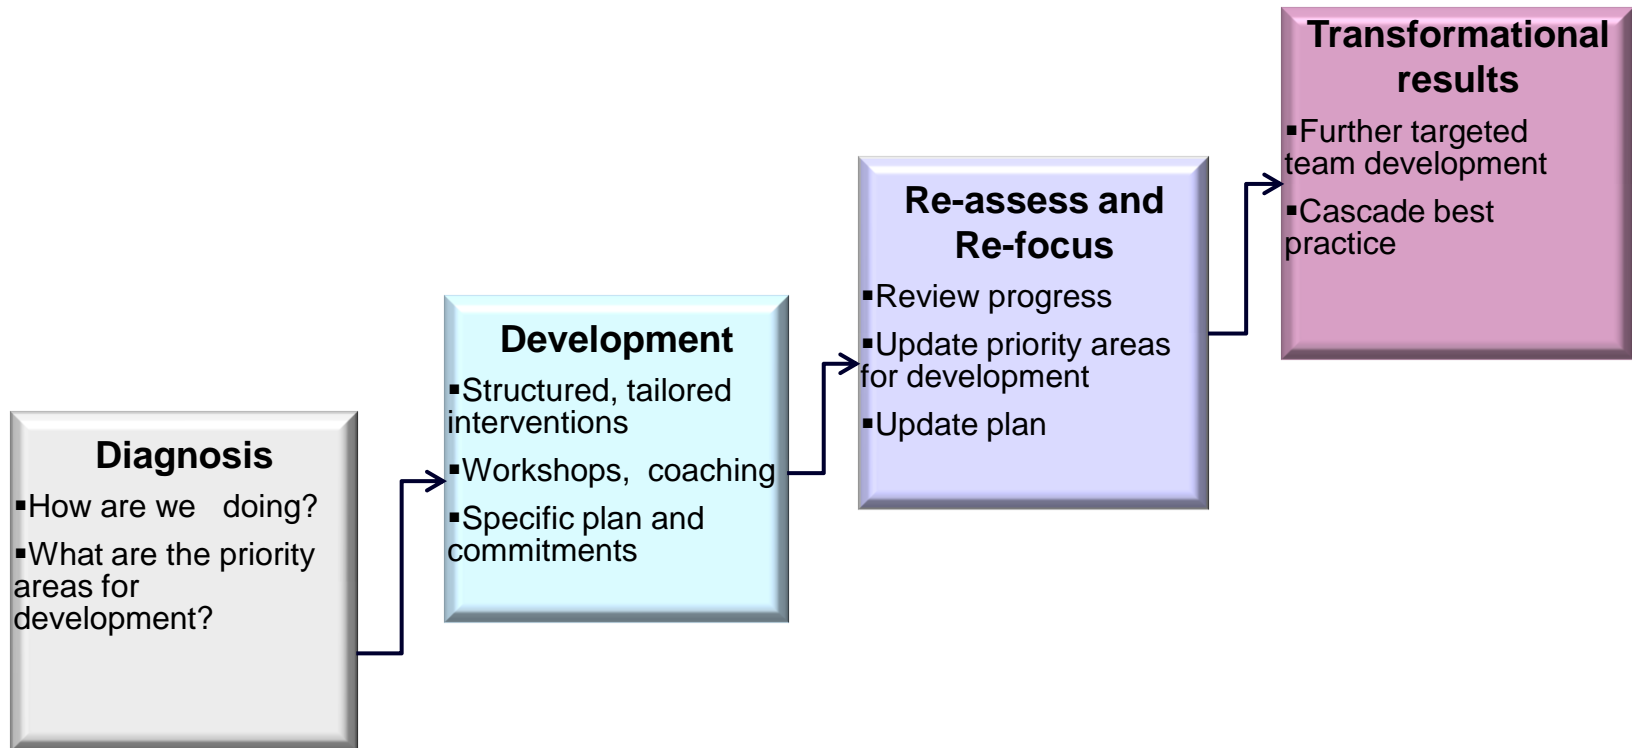 Diagnosis
▪How are we   doing?
▪What are the priority
areas for
development?
Development
▪Structured, tailored
interventions
▪Workshops,  coaching
▪Specific plan and
commitments
Re-assess and
Re-focus
▪Review progress
▪Update priority areas
for development
▪Update plan
Transformational
results
▪Further targeted
team development
▪Cascade best
practice